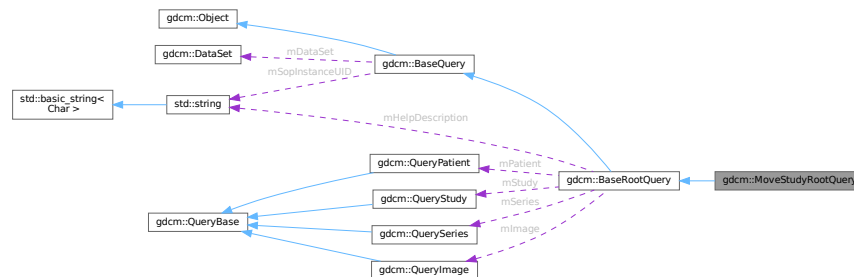 gdcm::Object
gdcm::DataSet
mDataSet
gdcm::BaseQuery
mSopInstanceUID
std::basic_string<
Char >
std::string
mHelpDescription
gdcm::QueryPatient
mPatient
gdcm::BaseRootQuery
gdcm::MoveStudyRootQuery
mStudy
gdcm::QueryStudy
mSeries
gdcm::QueryBase
gdcm::QuerySeries
mImage
gdcm::QueryImage